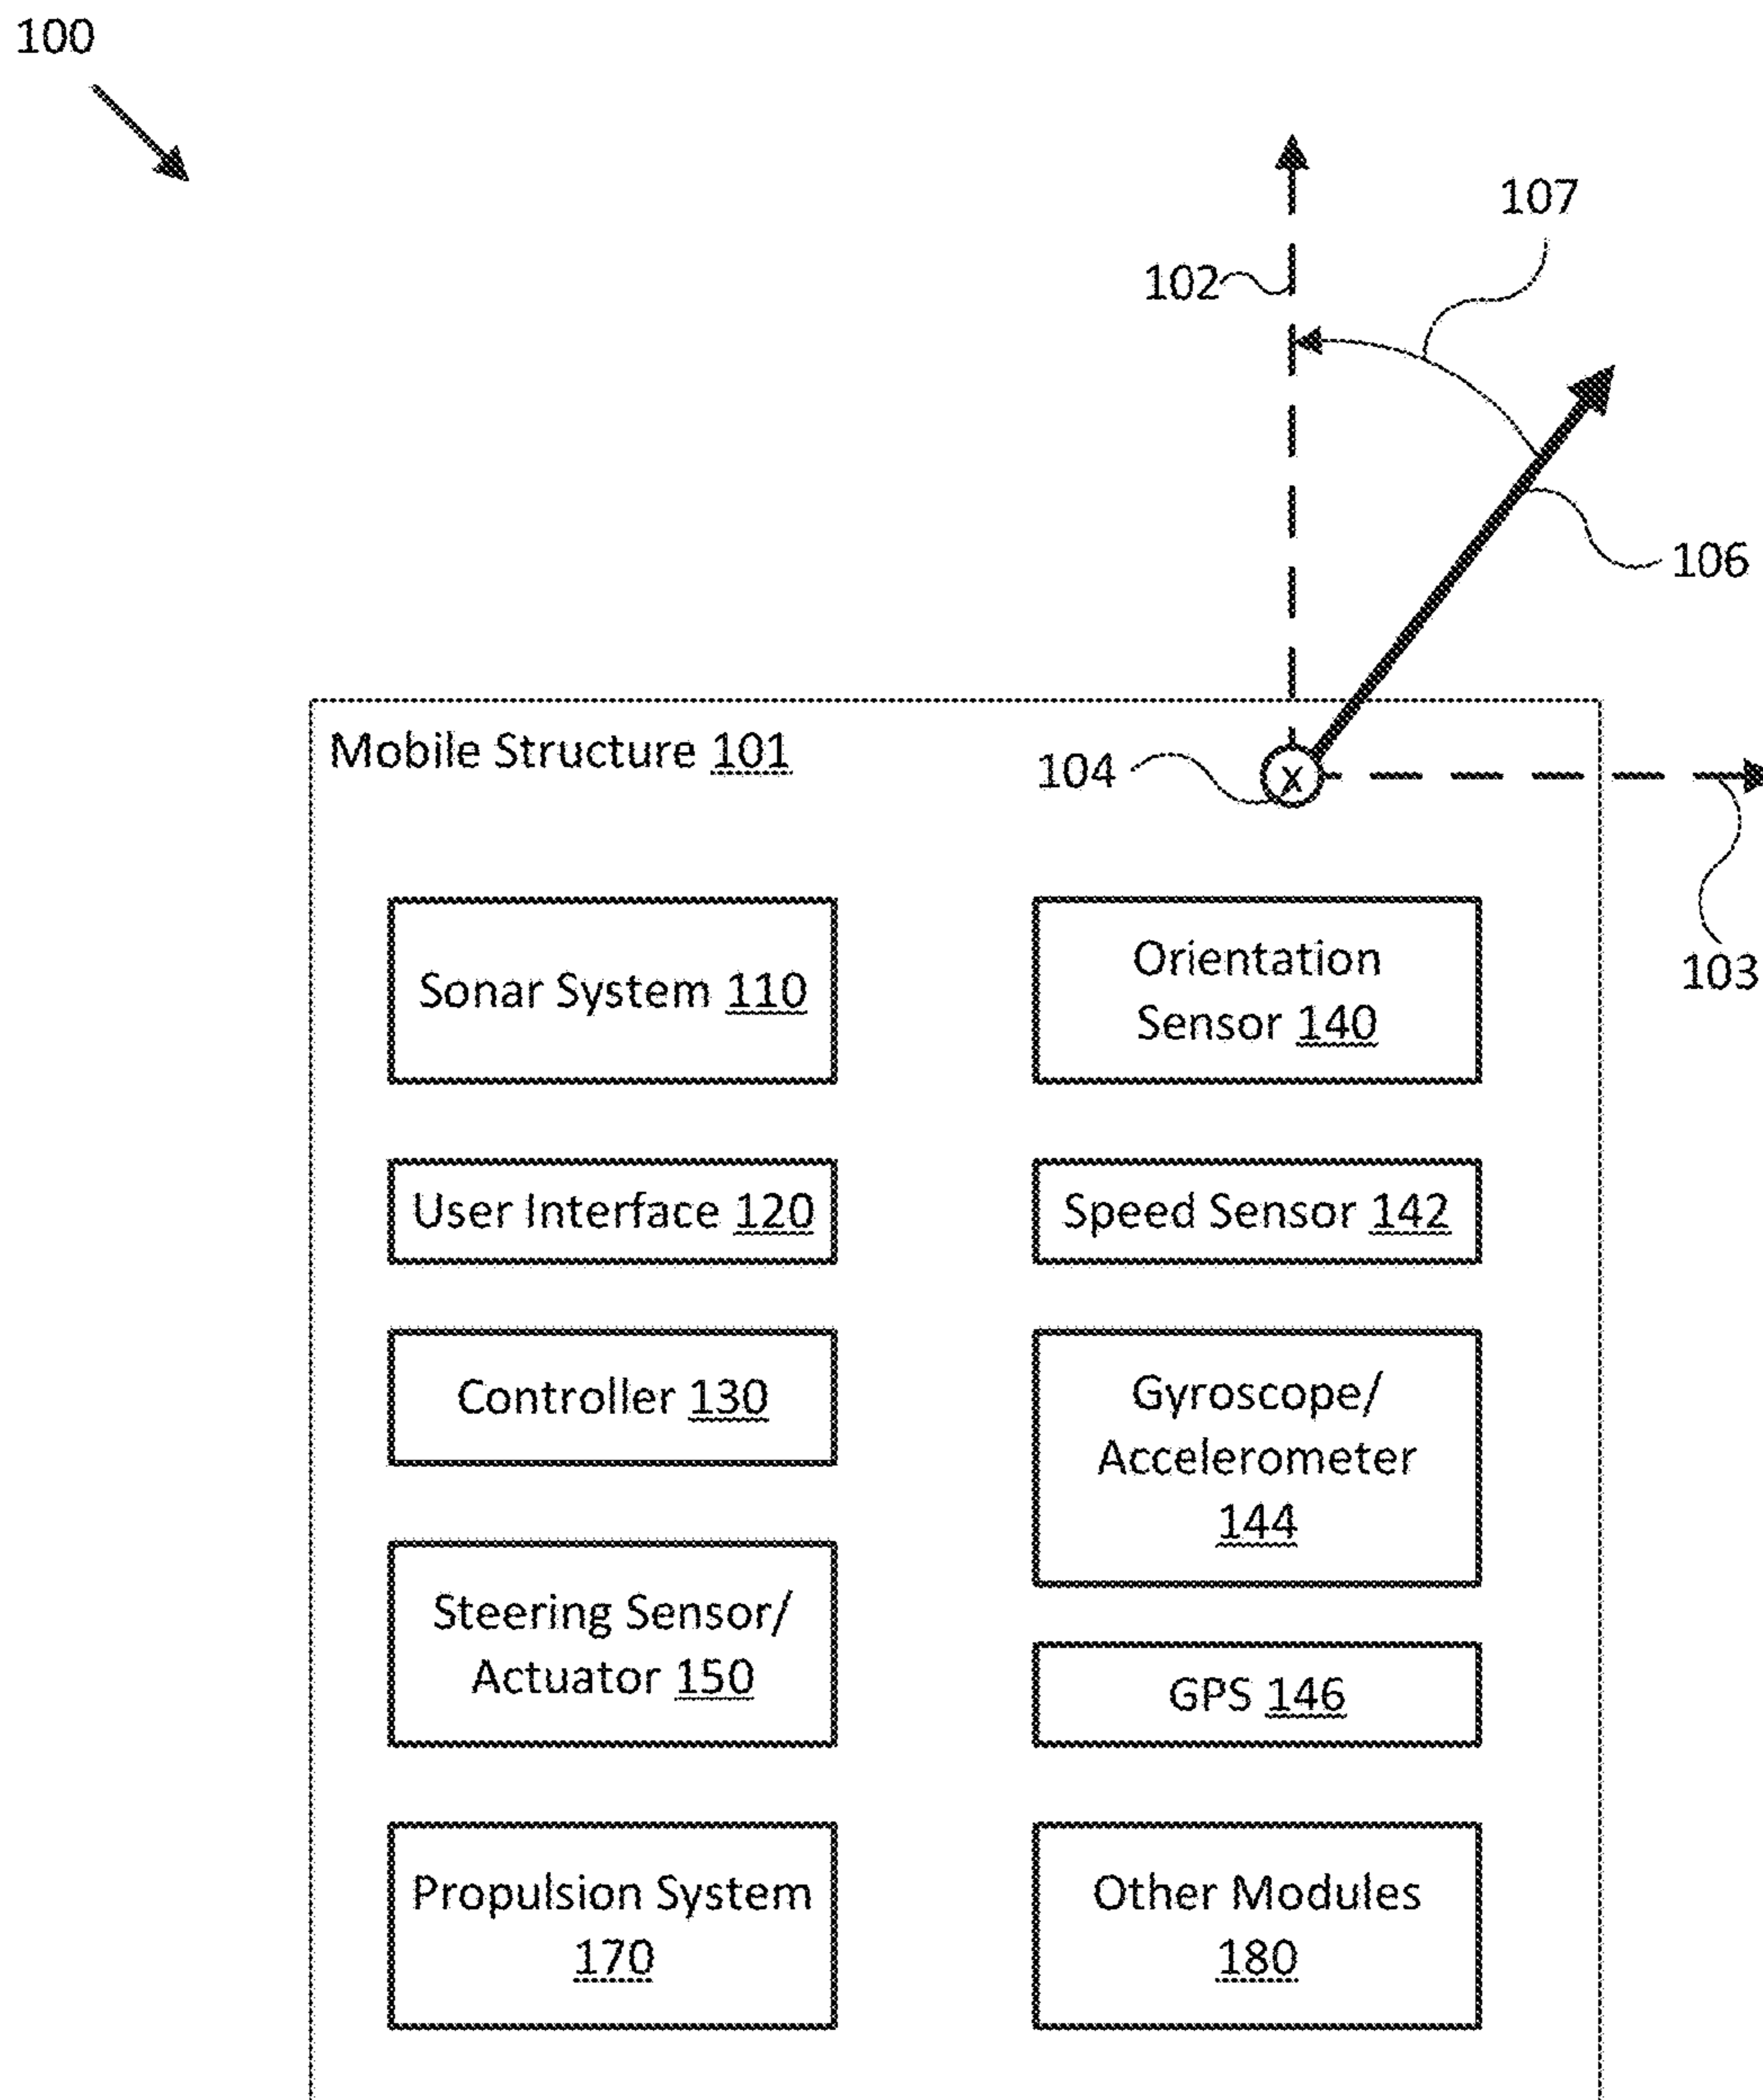 100
107
102
106
Mobile Structure 101
104
X
103
Sonar System 110
Orientation
Sensor 140
User Interface 120
Speed Sensor 142
Controller 130
Gyroscope/
Accelerometer
144
Steering Sensor/
Actuator 150
GPS 146
Propulsion System
170
Other Modules
180